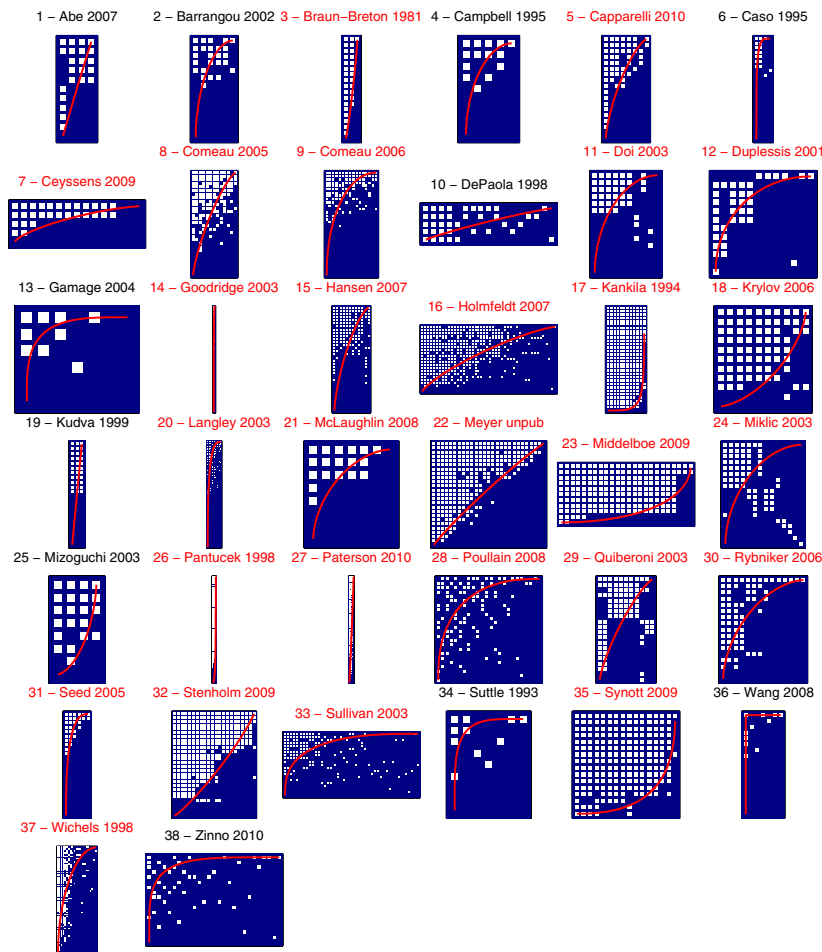 1 – Abe 2007
2 – Barrangou 2002
3 – Braun–Breton 1981
4 – Campbell 1995
5 – Capparelli 2010
6 – Caso 1995
7 – Ceyssens 2009
8 – Comeau 2005
9 – Comeau 2006
10 – DePaola 1998
11 – Doi 2003
12 – Duplessis 2001
13 – Gamage 2004
14 – Goodridge 2003
15 – Hansen 2007
16 – Holmfeldt 2007
17 – Kankila 1994
18 – Krylov 2006
19 – Kudva 1999
20 – Langley 2003
21 – McLaughlin 2008
22 – Meyer unpub
23 – Middelboe 2009
24 – Miklic 2003
25 – Mizoguchi 2003
26 – Pantucek 1998
27 – Paterson 2010
28 – Poullain 2008
29 – Quiberoni 2003
30 – Rybniker 2006
31 – Seed 2005
32 – Stenholm 2009
33 – Sullivan 2003
34 – Suttle 1993
35 – Synott 2009
36 – Wang 2008
37 – Wichels 1998
38 – Zinno 2010